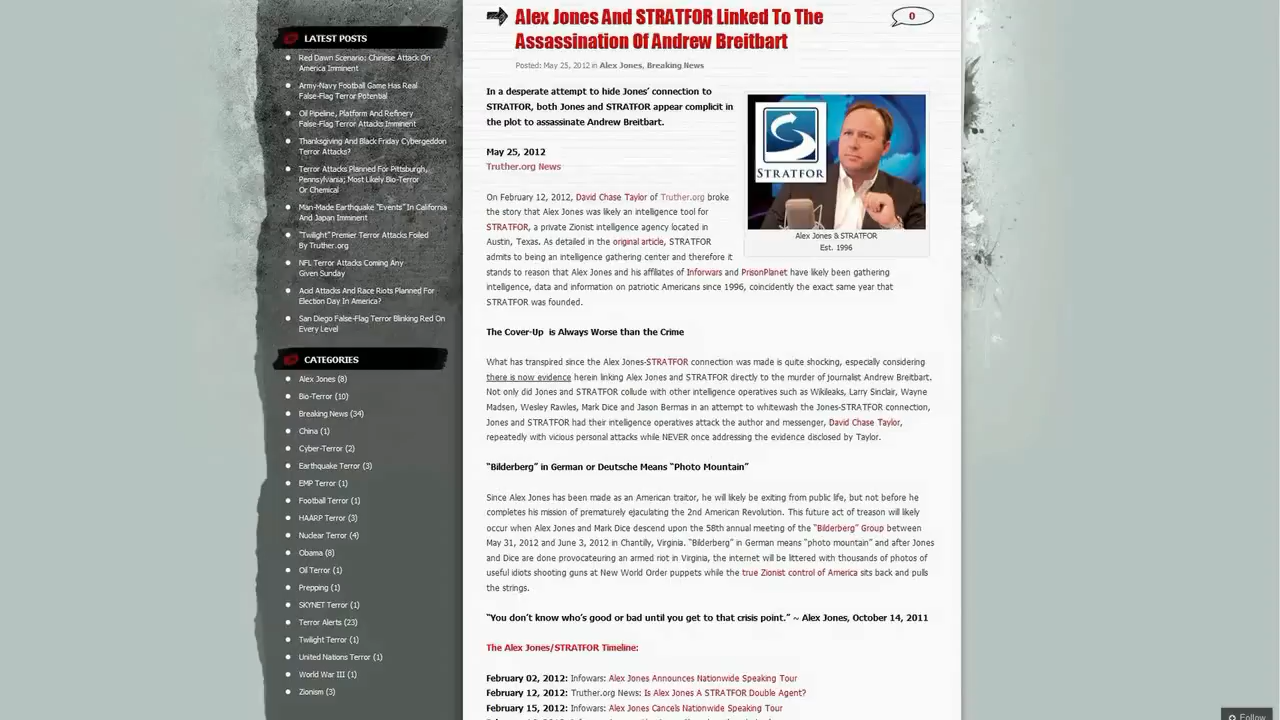 LATEST POSTS
Red Dawn Scenario: Chinese Attack On
America Imminent
Army-Navy Football Game Has Real
False-Flag Terror Potential
Oil Pipeline, Platform And Refinery
False-Flag Terror Attacks Imminent
Thanksgiving And Black Friday Cybergeddon
Terror Attacks?
Terror Attacks Planned For Pittsburgh,
Pennsylvania; Most Likely Bio-Terror
Or Chemical
Man-Made Earthquake “Events” In California
And Japan Imminent
“Twilight” Premier Terror Attacks Foiled
By Truther.org
NFL Terror Attacks Coming Any
Given Sunday
Acid Attacks And Race Riots Planned For
Election Day In America?
San Diego False-Flag Terror Blinking Red On
Every Level
CATEGORIES
Alex Jones (8)
Bio-Terror (10)
Breaking News (34)
China (1)
Cyber-Terror (2)
Earthquake Terror (3)
EMP Terror (1)
Football Terror (1)
HAARP Terror (3)
Nuclear Terror (4)
Obama (8)
Oil Terror (1)
Prepping (1)
SKYNET Terror (1)
Terror Alerts (23)
Twilight Terror (1)
United Nations Terror (1)
World War III (1)
Zionism (3)
Alex Jones And STRATFOR Linked To The
Assassination Of Andrew Breitbart
0
Posted: May 25, 2012 in Alex Jones, Breaking News
In a desperate attempt to hide Jones’ connection to
STRATFOR, both Jones and STRATFOR appear complicit in
the plot to assassinate Andrew Breitbart.
May 25, 2012
Truther.org News
STRATFOR
Alex Jones & STRATFOR
Est. 1996
On February 12, 2012, David Chase Taylor of Truther.org broke
the story that Alex Jones was likely an intelligence tool for
STRATFOR, a private Zionist intelligence agency located in
Austin, Texas. As detailed in the original article, STRATFOR
admits to being an intelligence gathering center and therefore it
stands to reason that Alex Jones and his affiliates of Inforwars and PrisonPlanet have likely been gathering
intelligence, data and information on patriotic Americans since 1996, coincidently the exact same year that
STRATFOR was founded.
The Cover-Up is Always Worse than the Crime
What has transpired since the Alex Jones-STRATFOR connection was made is quite shocking, especially considering
there is now evidence herein linking Alex Jones and STRATFOR directly to the murder of journalist Andrew Breitbart.
Not only did Jones and STRATFOR collude with other intelligence operatives such as Wikileaks, Larry Sinclair, Wayne
Madsen, Wesley Rawles, Mark Dice and Jason Bermas in an attempt to whitewash the Jones-STRATFOR connection,
Jones and STRATFOR had their intelligence operatives attack the author and messenger, David Chase Taylor,
repeatedly with vicious personal attacks while NEVER once addressing the evidence disclosed by Taylor.
“Bilderberg” in German or Deutsche Means “Photo Mountain”
Since Alex Jones has been made as an American traitor, he will likely be exiting from public life, but not before he
completes his mission of prematurely ejaculating the 2nd American Revolution. This future act of treason will likely
occur when Alex Jones and Mark Dice descend upon the 58th annual meeting of the “Bilderberg” Group between
May 31, 2012 and June 3, 2012 in Chantilly, Virginia. “Bilderberg” in German means “photo mountain” and after Jones
and Dice are done provocateuring an armed riot in Virginia, the internet will be littered with thousands of photos of
useful idiots shooting guns at New World Order puppets while the true Zionist control of America sits back and pulls
the strings.
“You don’t know who’s good or bad until you get to that crisis point.” ~ Alex Jones, October 14, 2011
The Alex Jones/STRATFOR Timeline:
February 02, 2012: Infowars: Alex Jones Announces Nationwide Speaking Tour
February 12, 2012: Truther.org News: Is Alex Jones A STRATFOR Double Agent?
February 15, 2012: Infowars: Alex Jones Cancels Nationwide Speaking Tour
Follow